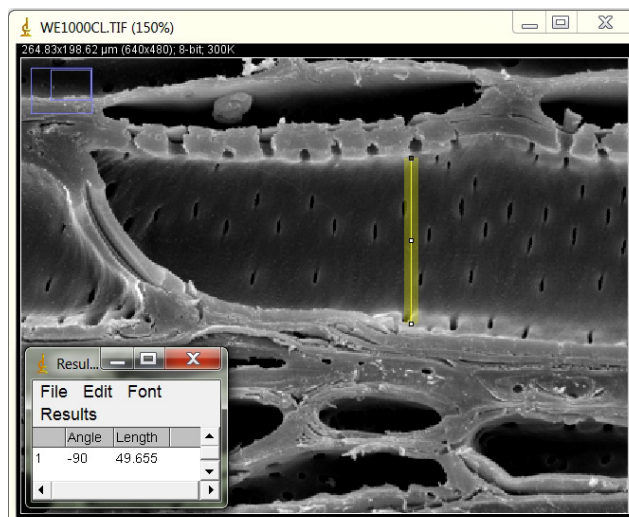 WE1000CL.TIF (150%)
264.83x198.62 µm (640x480); 8-bit; 300K
Resul...
File Edit Font
Results
Angle Length
1 -90 49.655